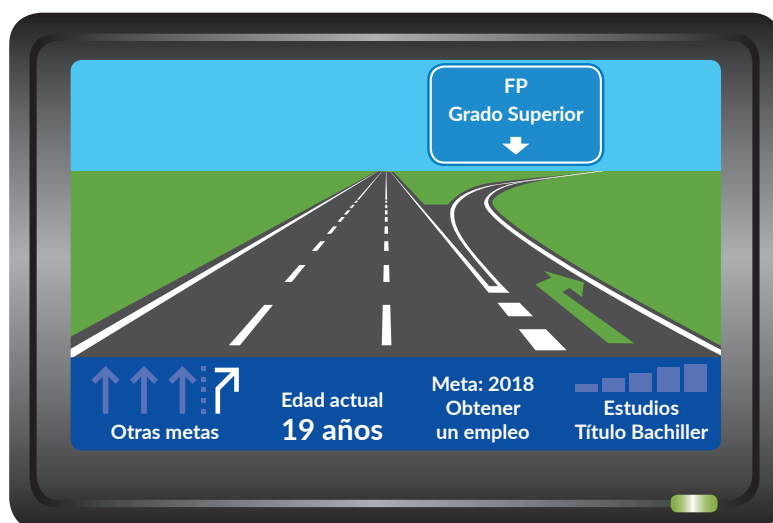 FP
Grado Superior
Otras metas
Edad actual
19 años
Meta: 2018
Obtener
un empleo
Estudios
Título Bachiller